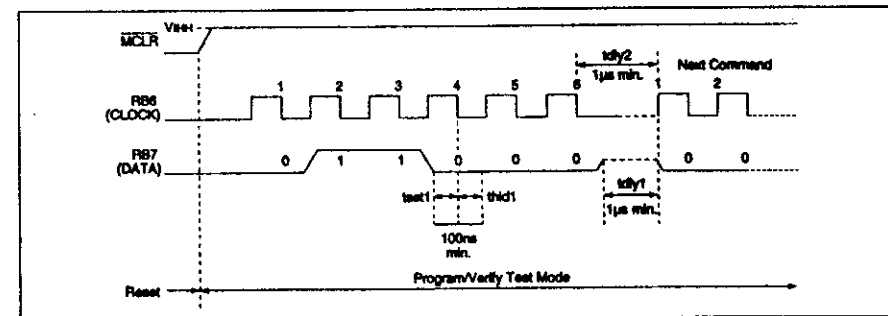 VIHH
MCLR
tdly2
1µs min.
Next Command
1 2 3 4 5 6 1 2
RB6
(CLOCK)
RB7
(DATA)
0 1 1 0 0 0 0 0
tset1 thld1
tdly1
1µs min.
100ns
min.
Program/Verify Test Mode
Reset